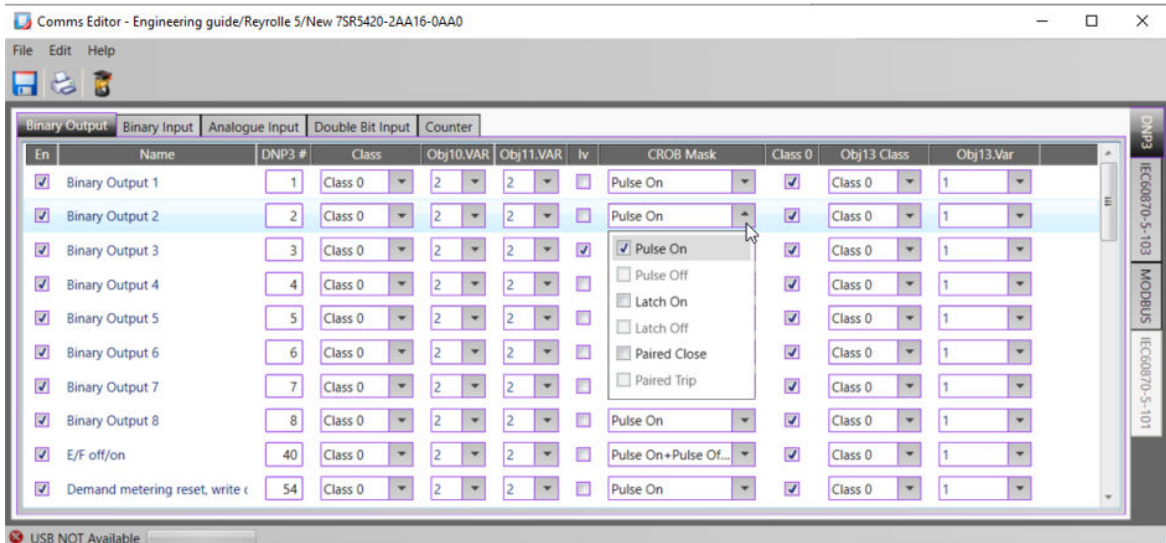 Comms Editor - Engineering guide/Reyrolle 5/New 7SR5420-2AA16-0AA0
File Edit Help
Binary Output Binary Input Analogue Input Double Bit Input Counter
En Name DNP3 # Class Obj10.VAR Obj11.VAR Iv CROB Mask Class 0 Obj13 Class Obj13.Var
Binary Output 1 1 Class 0 2 2 Pulse On Class 0 1
Binary Output 2 2 Class 0 2 2 Pulse On Class 0 1
Binary Output 3 3 Class 0 2 2 Pulse On Class 0 1
Pulse Off
Binary Output 4 4 Class 0 2 2 Class 0 1
Latch On
Binary Output 5 5 Class 0 2 2 Latch Off Class 0 1
Binary Output 6 6 Class 0 2 2 Paired Close Class 0 1
Binary Output 7 7 Class 0 2 2 Paired Trip Class 0 1
Binary Output 8 8 Class 0 2 2 Pulse On Class 0 1
E/F off/on 40 Class 0 2 2 Pulse On+Pulse Of... Class 0 1
Demand metering reset, write 54 Class 0 2 2 Pulse On Class 0 1
DNP3
IEC60870-5-103
MODBUS
IEC60870-5-101
USB NOT Available